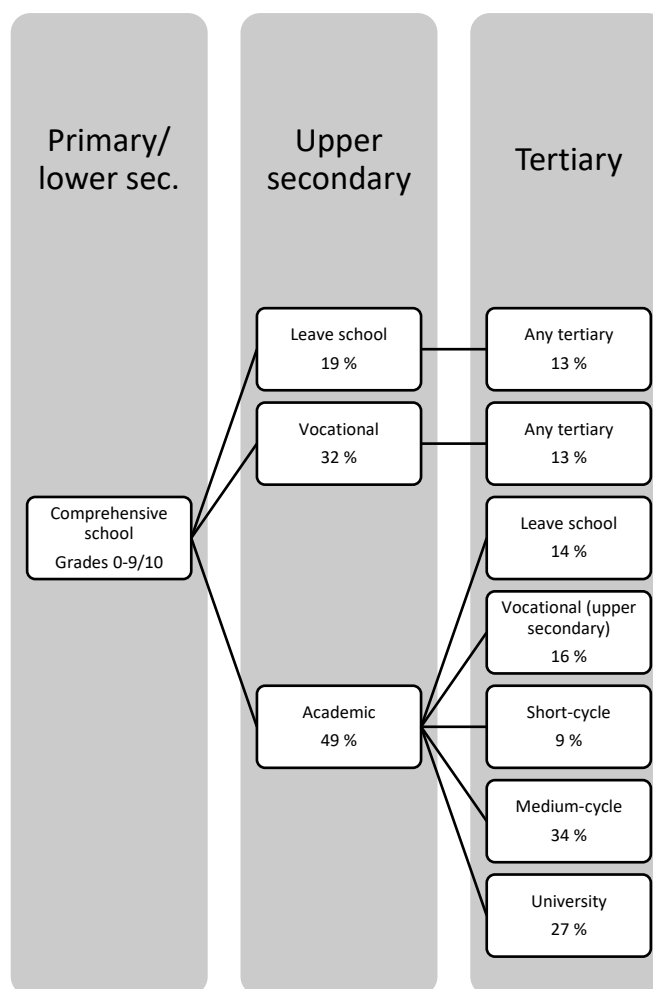 Primary/
lower sec.
Upper
secondary
Tertiary
Leave school
19 %
Any tertiary
13 %
Vocational
32 %
Any tertiary
13 %
Comprehensive
school
Grades 0-9/10
Leave school
14 %
Vocational (upper
secondary)
16 %
Academic
49 %
Short-cycle
9 %
Medium-cycle
34 %
University
27 %